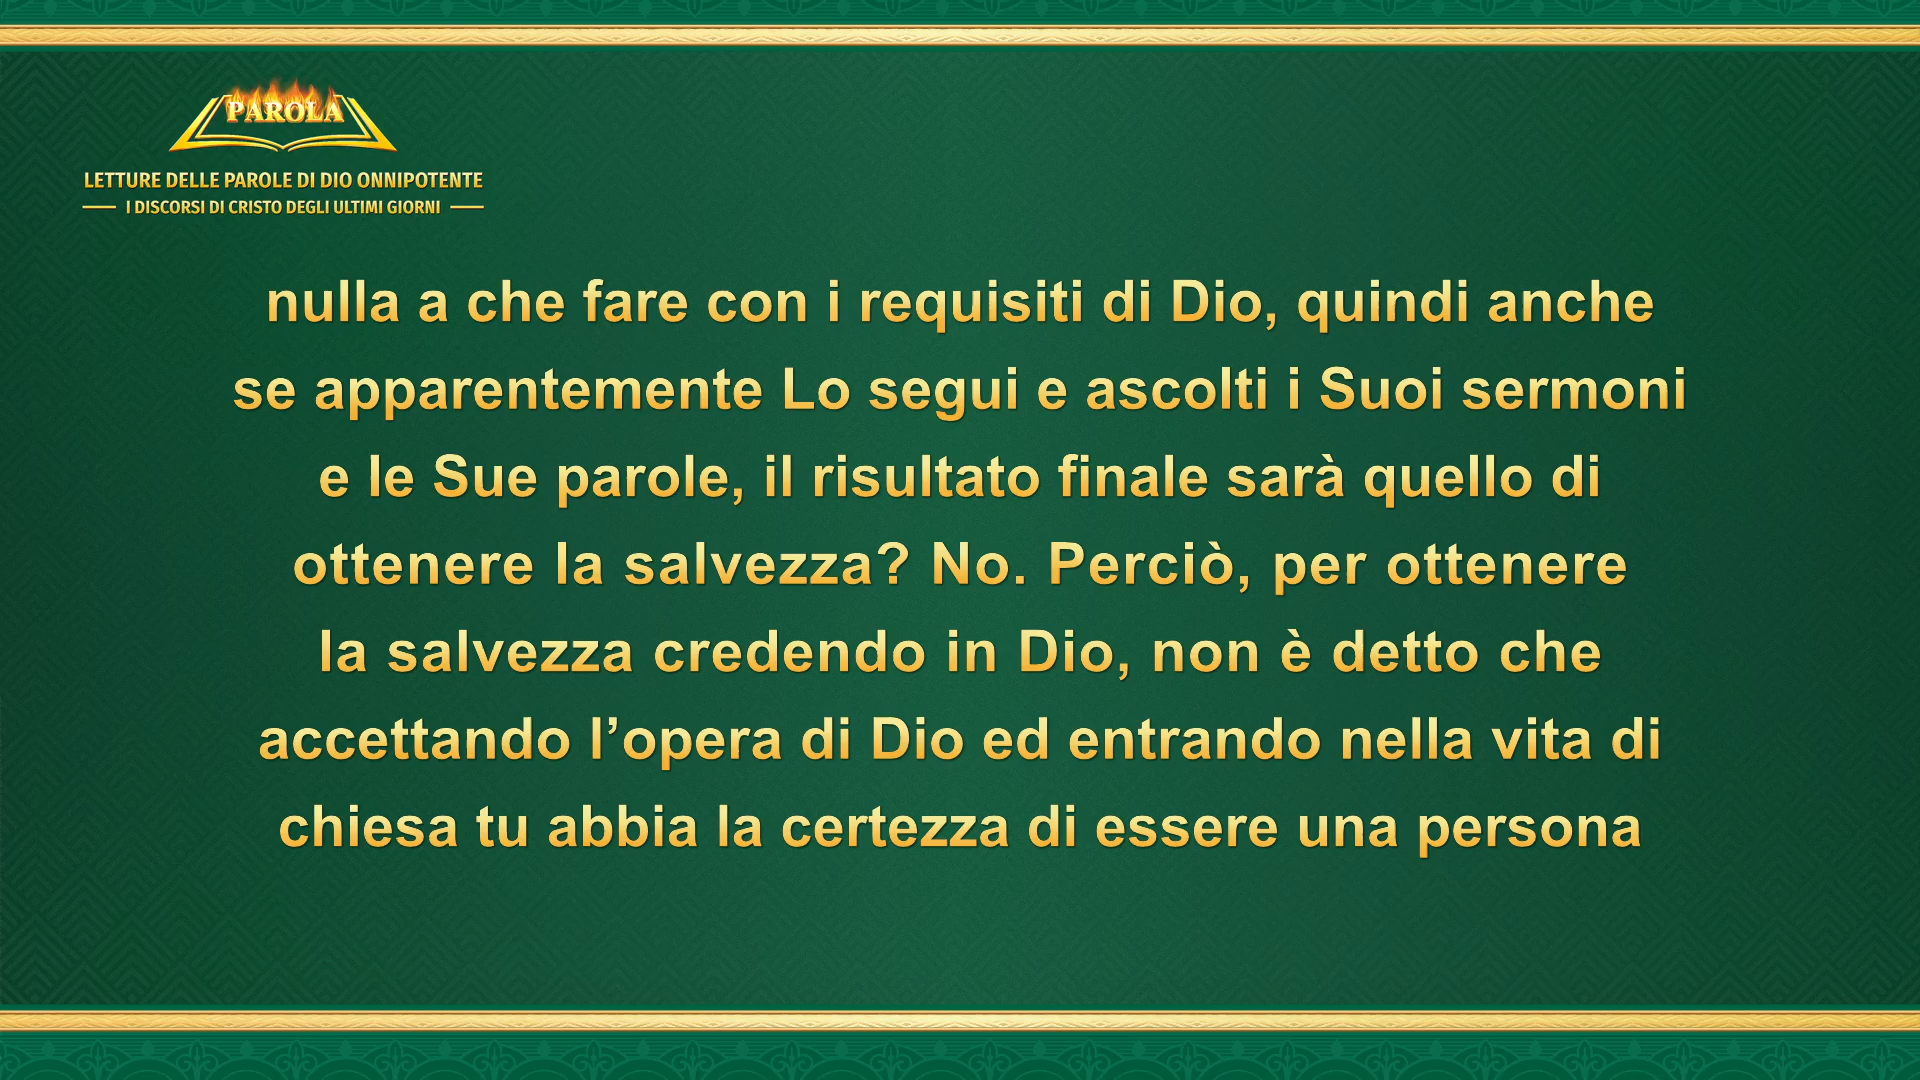 PAROLA
LETTURE DELLE PAROLE DI DIO ONNIPOTENTE
I DISCORSI DI CRISTO DEGLI ULTIMI GIORNI
nulla a che fare con i requisiti di Dio, quindi anche
se apparentemente Lo segui e ascolti i Suoi sermoni
e le Sue parole, il risultato finale sarà quello di
ottenere la salvezza? No. Perciò, per ottenere
la salvezza credendo in Dio, non è detto che
accettando l’opera di Dio ed entrando nella vita di
chiesa tu abbia la certezza di essere una persona